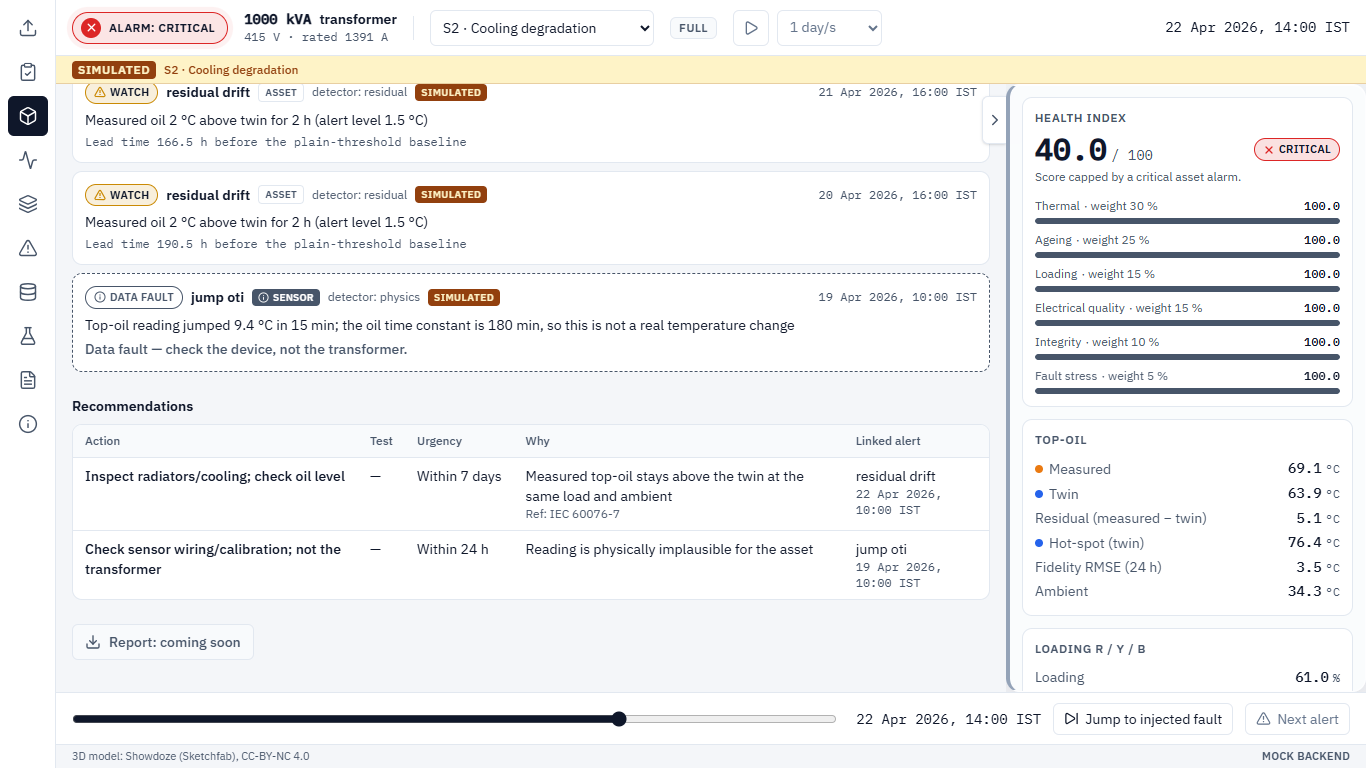 ALARM: CRITICAL
1000 kVA transformer
415 V · rated 1391 A
S2 · Cooling degradation
FULL
1 day/s
22 Apr 2026, 14:00 IST
SIMULATED S2 · Cooling degradation
WATCH residual drift ASSET detector: residual SIMULATED 21 Apr 2026, 16:00 IST
Measured oil 2 °C above twin for 2 h (alert level 1.5 °C)
Lead time 166.5 h before the plain-threshold baseline
WATCH residual drift ASSET detector: residual SIMULATED 20 Apr 2026, 16:00 IST
Measured oil 2 °C above twin for 2 h (alert level 1.5 °C)
Lead time 190.5 h before the plain-threshold baseline
DATA FAULT jump oti SENSOR detector: physics SIMULATED 19 Apr 2026, 10:00 IST
Top-oil reading jumped 9.4 °C in 15 min; the oil time constant is 180 min, so this is not a real temperature change
Data fault — check the device, not the transformer.
Recommendations
Action Test Urgency Why Linked alert
Inspect radiators/cooling; check oil level — Within 7 days Measured top-oil stays above the twin at the residual drift
same load and ambient 22 Apr 2026,
Ref: IEC 60076-7 10:00 IST
Check sensor wiring/calibration; not the — Within 24 h Reading is physically implausible for the asset jump oti
transformer 19 Apr 2026,
10:00 IST
Report: coming soon
HEALTH INDEX
40.0 / 100 CRITICAL
Score capped by a critical asset alarm.
Thermal · weight 30 % 100.0
Ageing · weight 25 % 100.0
Loading · weight 15 % 100.0
Electrical quality · weight 15 % 100.0
Integrity · weight 10 % 100.0
Fault stress · weight 5 % 100.0
TOP-OIL
Measured 69.1 °C
Twin 63.9 °C
Residual (measured − twin) 5.1 °C
Hot-spot (twin) 76.4 °C
Fidelity RMSE (24 h) 3.5 °C
Ambient 34.3 °C
LOADING R / Y / B
Loading 61.0 %
22 Apr 2026, 14:00 IST
Jump to injected fault
Next alert
3D model: Showdoze (Sketchfab), CC-BY-NC 4.0
MOCK BACKEND